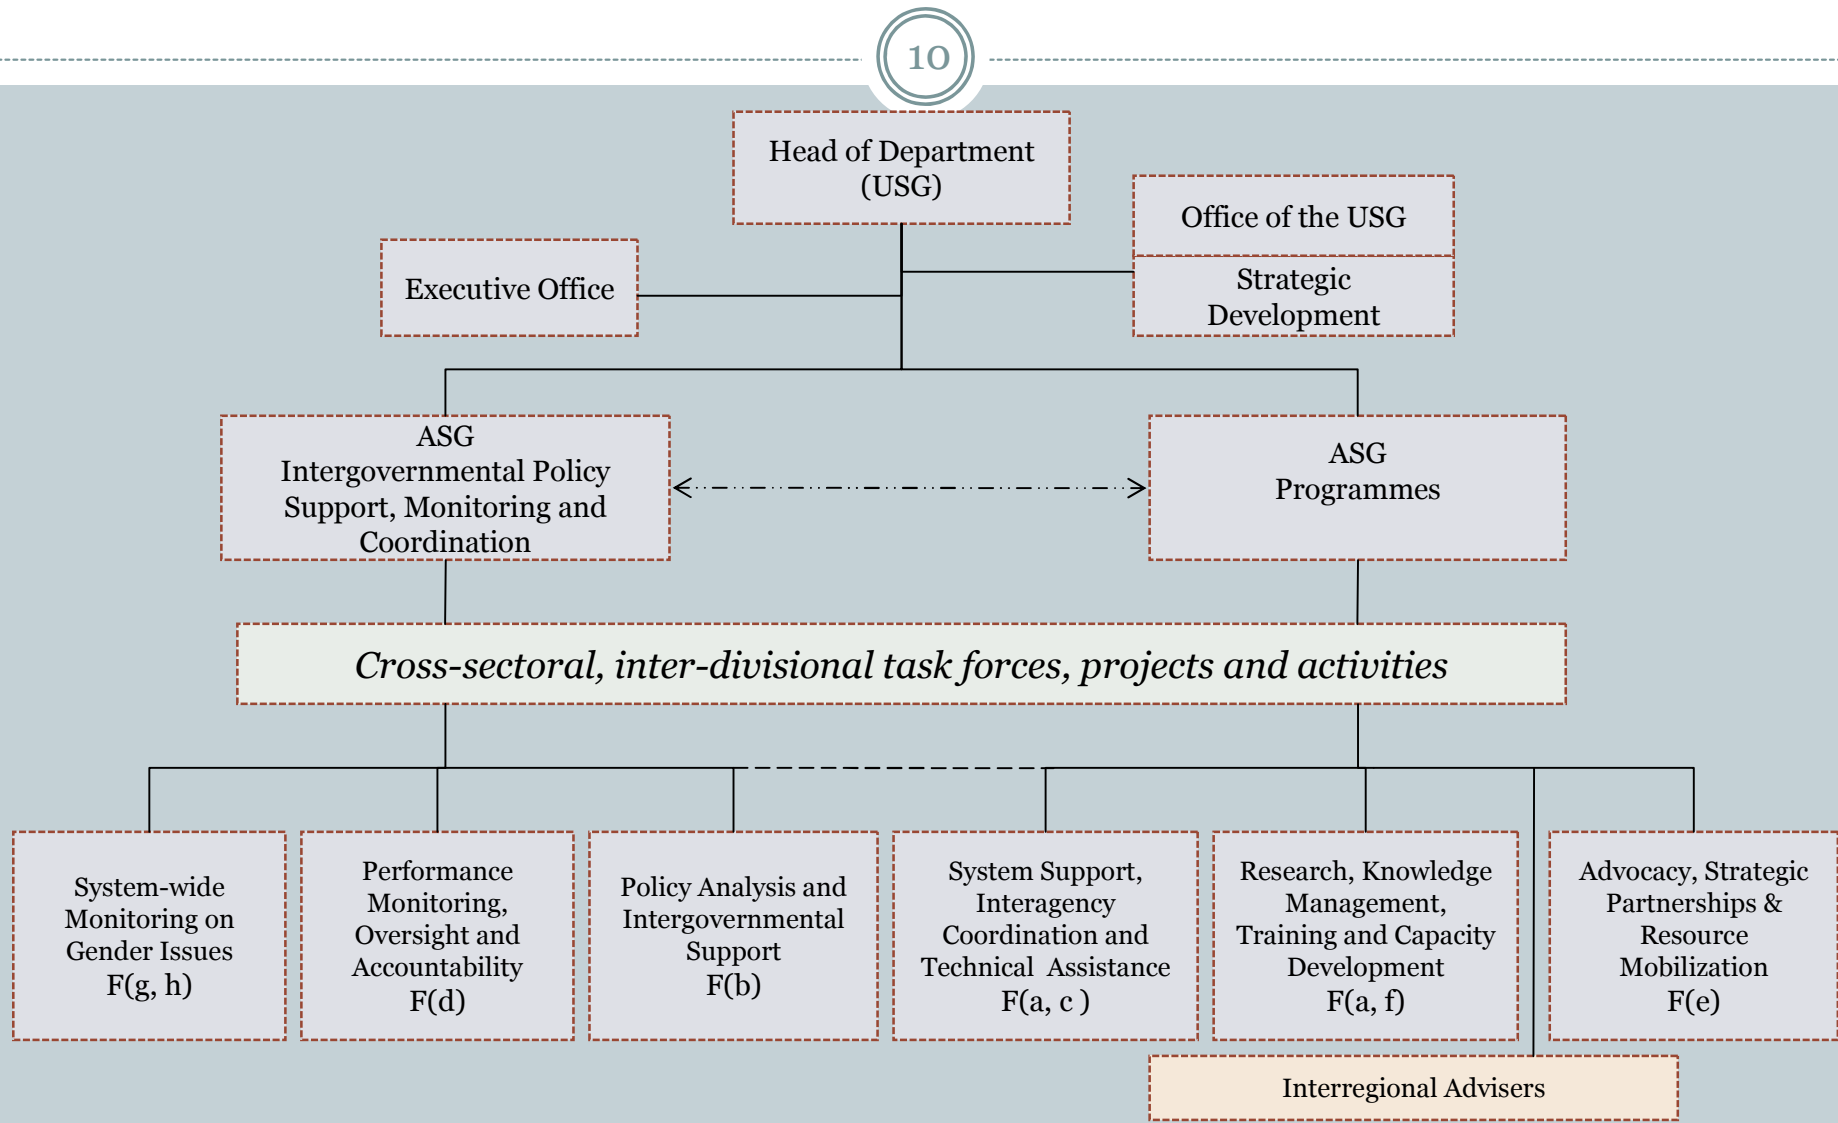 10
Head of Department
(USG)
Office of the USG
Strategic
Development
Executive Office
ASG
Intergovernmental Policy
Support, Monitoring and
Coordination
ASG
Programmes
Cross-sectoral, inter-divisional task forces, projects and activities
System-wide
Monitoring on
Gender Issues
F(g, h)
Performance
Monitoring,
Oversight and
Accountability
F(d)
Policy Analysis and
Intergovernmental
Support
F(b)
System Support,
Interagency
Coordination and
Technical Assistance
F(a, c )
Research, Knowledge
Management,
Training and Capacity
Development
F(a, f)
Advocacy, Strategic
Partnerships &
Resource
Mobilization
F(e)
Interregional Advisers